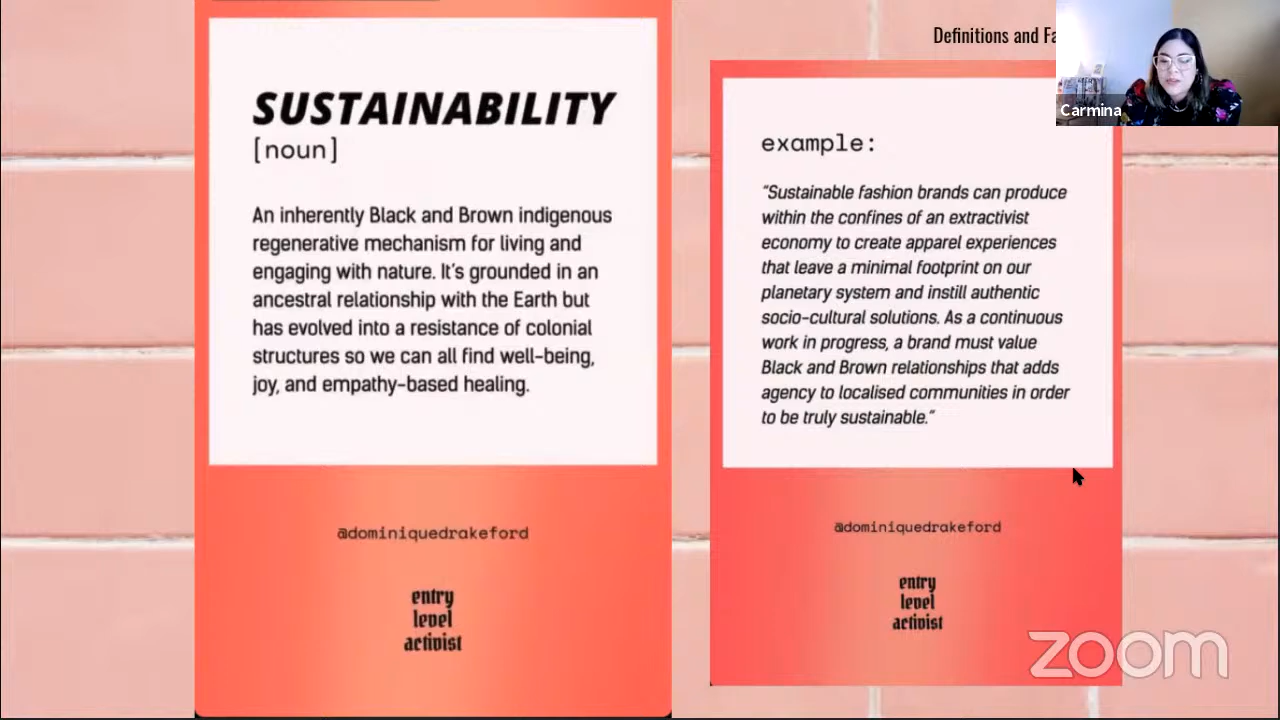 SUSTAINABILITY
[noun]
An inherently Black and Brown indigenous
regenerative mechanism for living and
engaging with nature. It's grounded in an
ancestral relationship with the Earth but
has evolved into a resistance of colonial
structures so we can all find well-being,
joy, and empathy-based healing.
@dominiquedrakeford
entry
level
activist
Definitions and
Carmina
example:
"Sustainable fashion brands can produce
within the confines of an extractivist
economy to create apparel experiences
that leave a minimal footprint on our
planetary system and instill authentic
socio-cultural solutions. As a continuous
work in progress, a brand must value
Black and Brown relationships that adds
agency to localised communities in order
to be truly sustainable."
@dominiquedrakeford
entry
level
activist
zoom